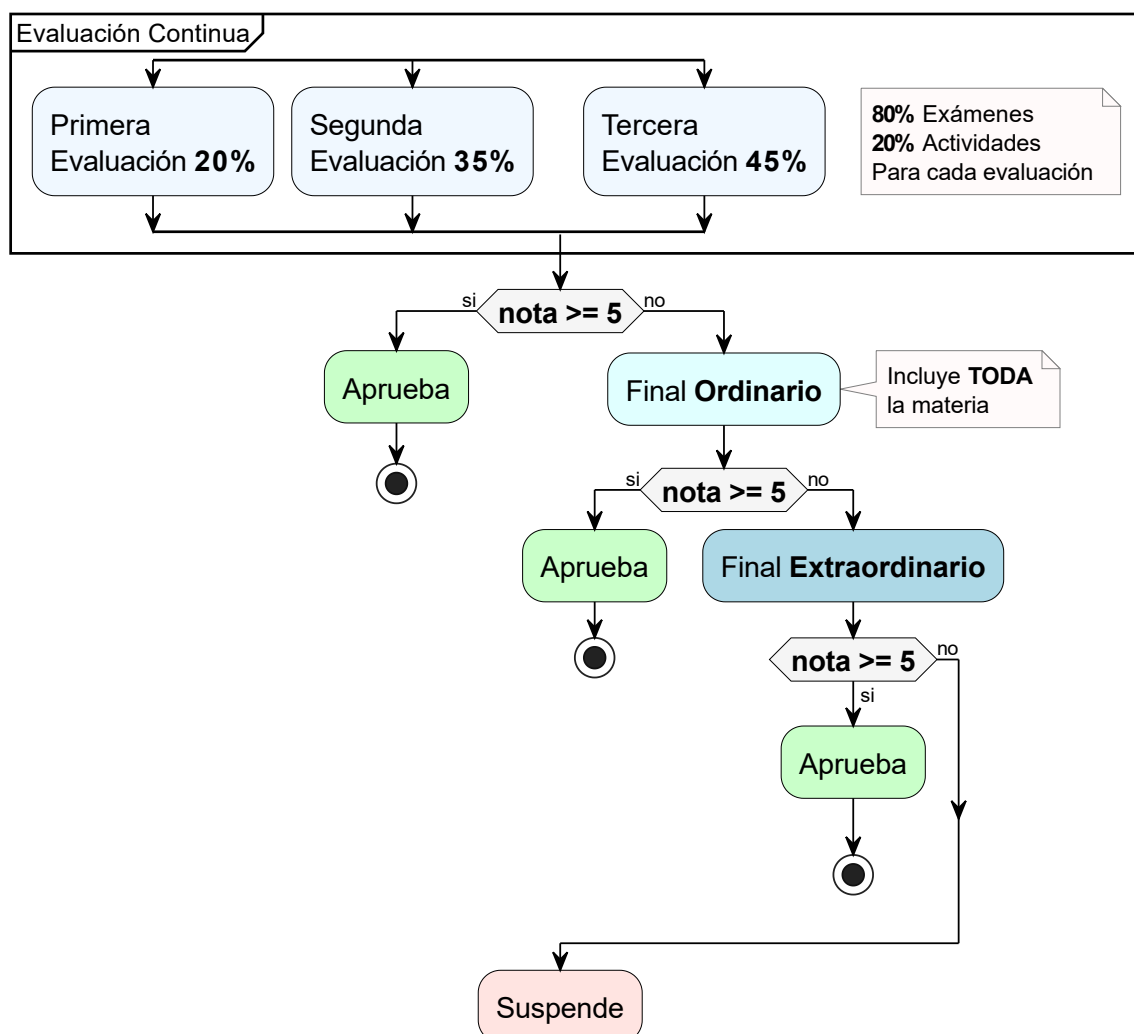 Evaluación Continua
Primera
Evaluación 20%
Segunda
Evaluación 35%
Tercera
Evaluación 45%
80% Exámenes
20% Actividades
Para cada evaluación
si
nota >= 5
no
Aprueba
Final Ordinario
Incluye TODA
la materia
si
nota >= 5
no
Aprueba
Final Extraordinario
nota >= 5
no
si
Aprueba
Suspende